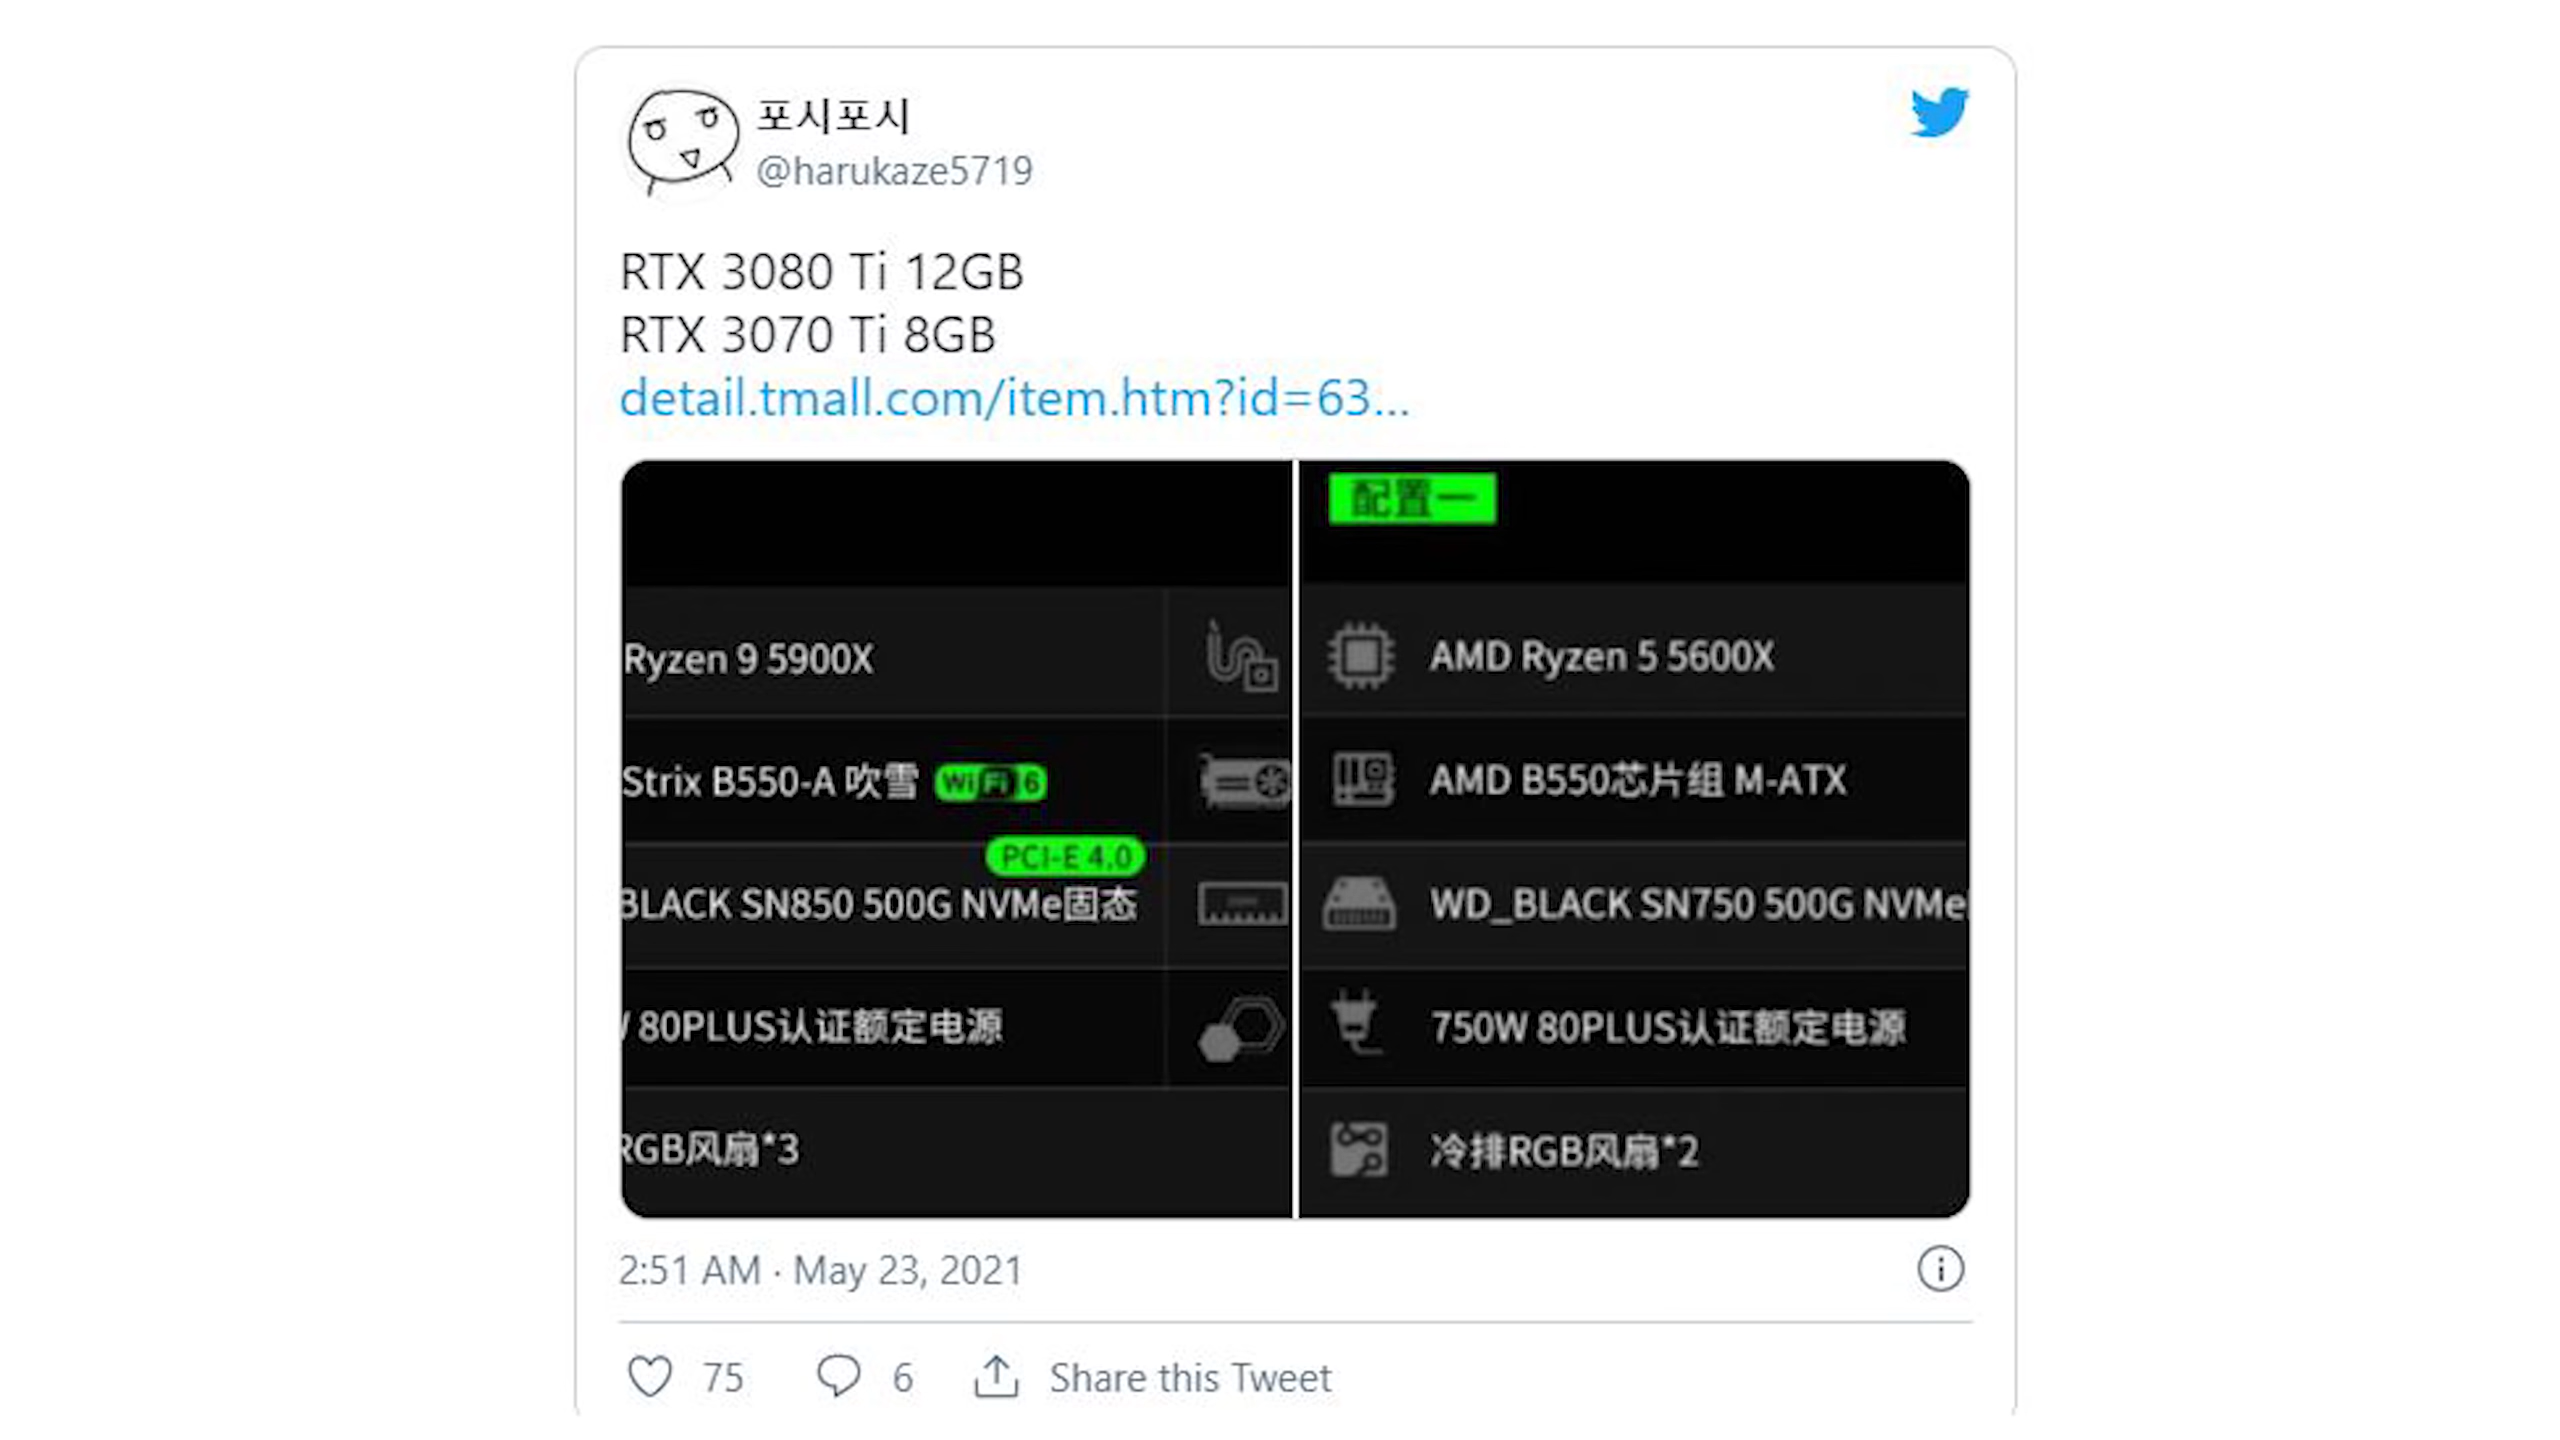 포시포시
@harukaze5719
RTX 3080 Ti 12GB
RTX 3070 Ti 8GB
detail.tmall.com/item.htm?id=63...
Ryzen 9 5900X
Strix B550-A 吹雪 WiFi 6
PCI-E 4.0
BLACK SN850 500G NVMe固态
80PLUS认证额定电源
RGB风扇*3
配置一
AMD Ryzen 5 5600X
AMD B550芯片组 M-ATX
WD_BLACK SN750 500G NVMe
750W 80PLUS认证额定电源
冷排RGB风扇*2
2:51 AM · May 23, 2021
75
6
Share this Tweet